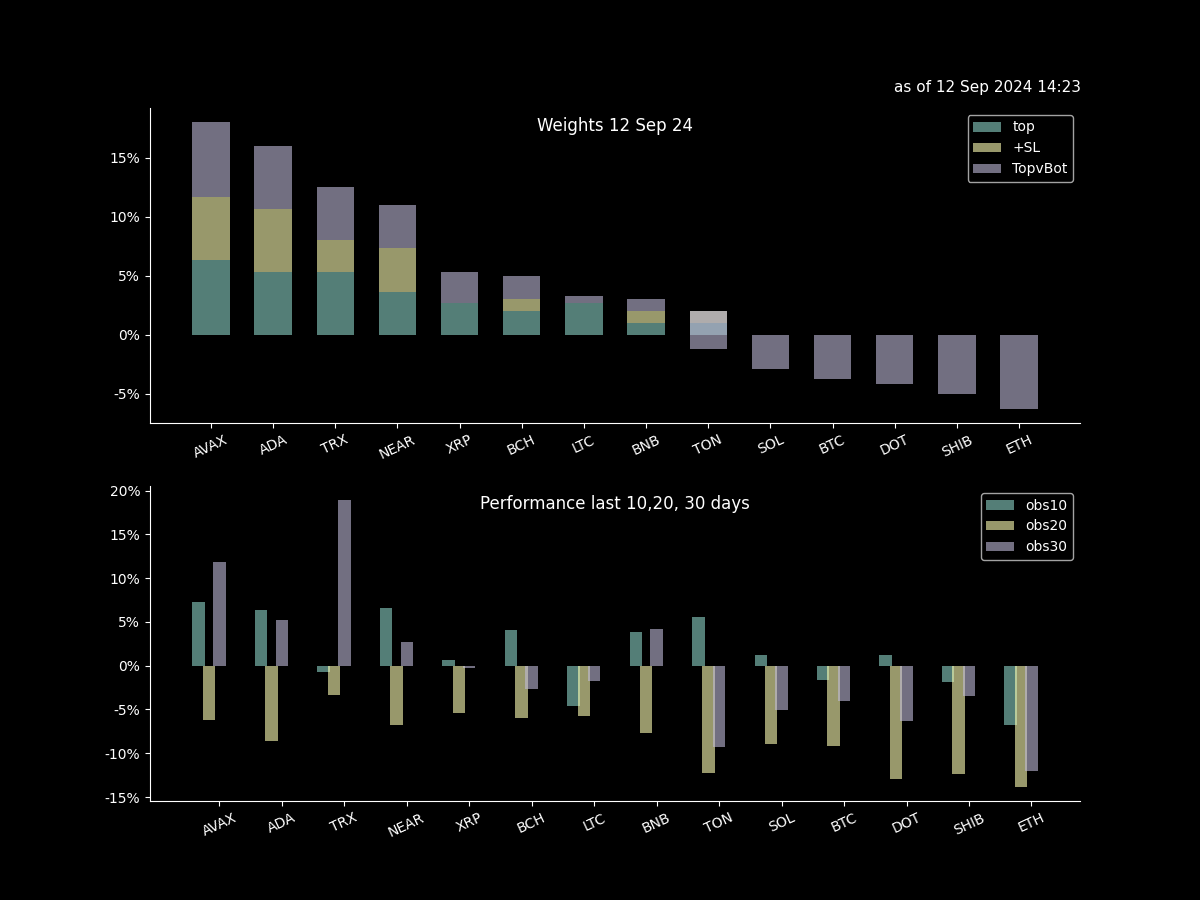 as of 12 Sep 2024 14:23
Weights 12 Sep 24
top
+SL
TopvBot
15%
10%
5%
0%
-5%
AVAX ADA TRX NEAR XRP BCH LTC BNB TON SOL BTC DOT SHIB ETH
Performance last 10,20, 30 days
obs10
obs20
obs30
20%
15%
10%
5%
0%
-5%
-10%
-15%
AVAX ADA TRX NEAR XRP BCH LTC BNB TON SOL BTC DOT SHIB ETH